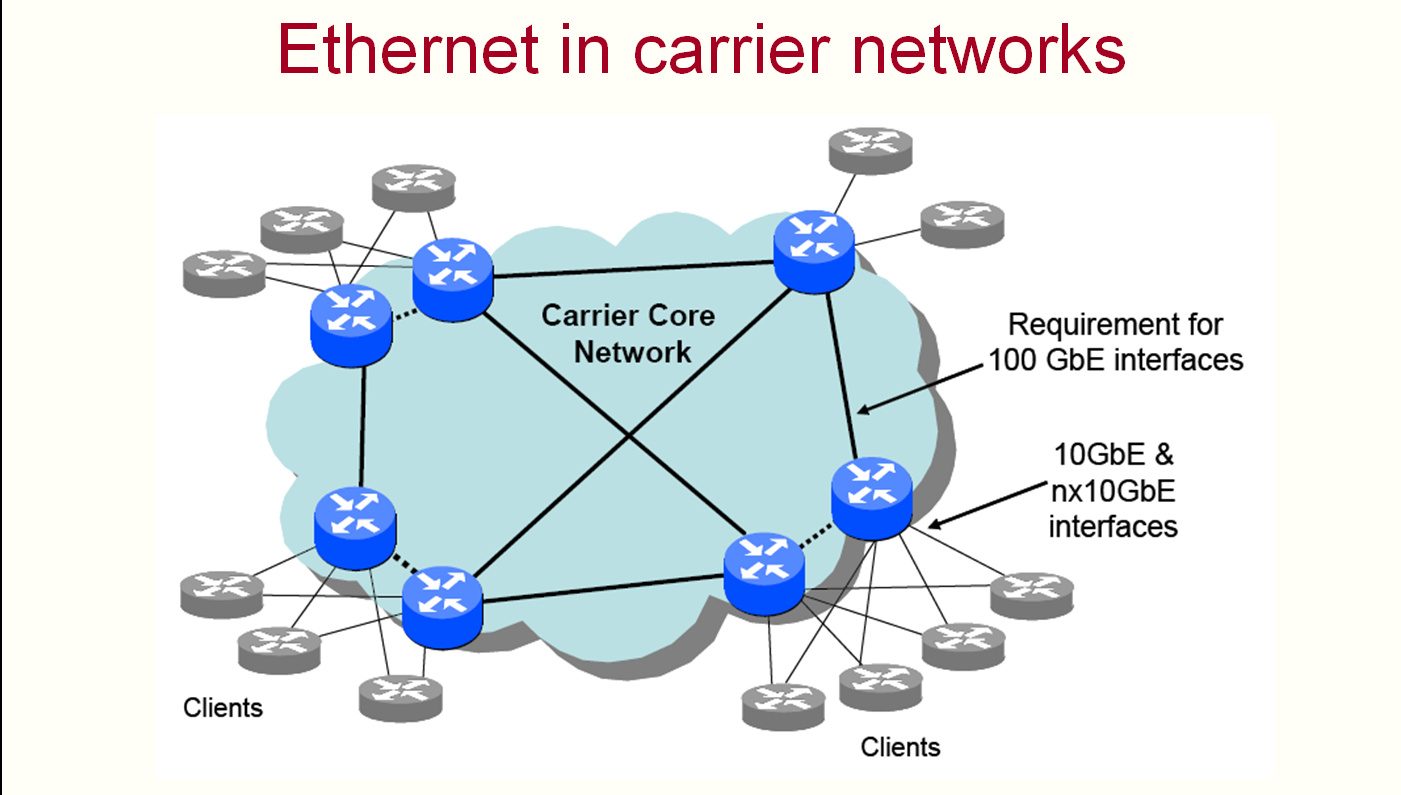 Ethernet in carrier networks
Carrier Core
Network
Requirement for
100 GbE interfaces
10GbE &
nx10GbE
interfaces
Clients
Clients